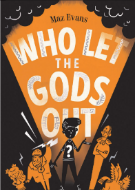 Maz Evans
WHO LET
THE
GODS
OUT
?